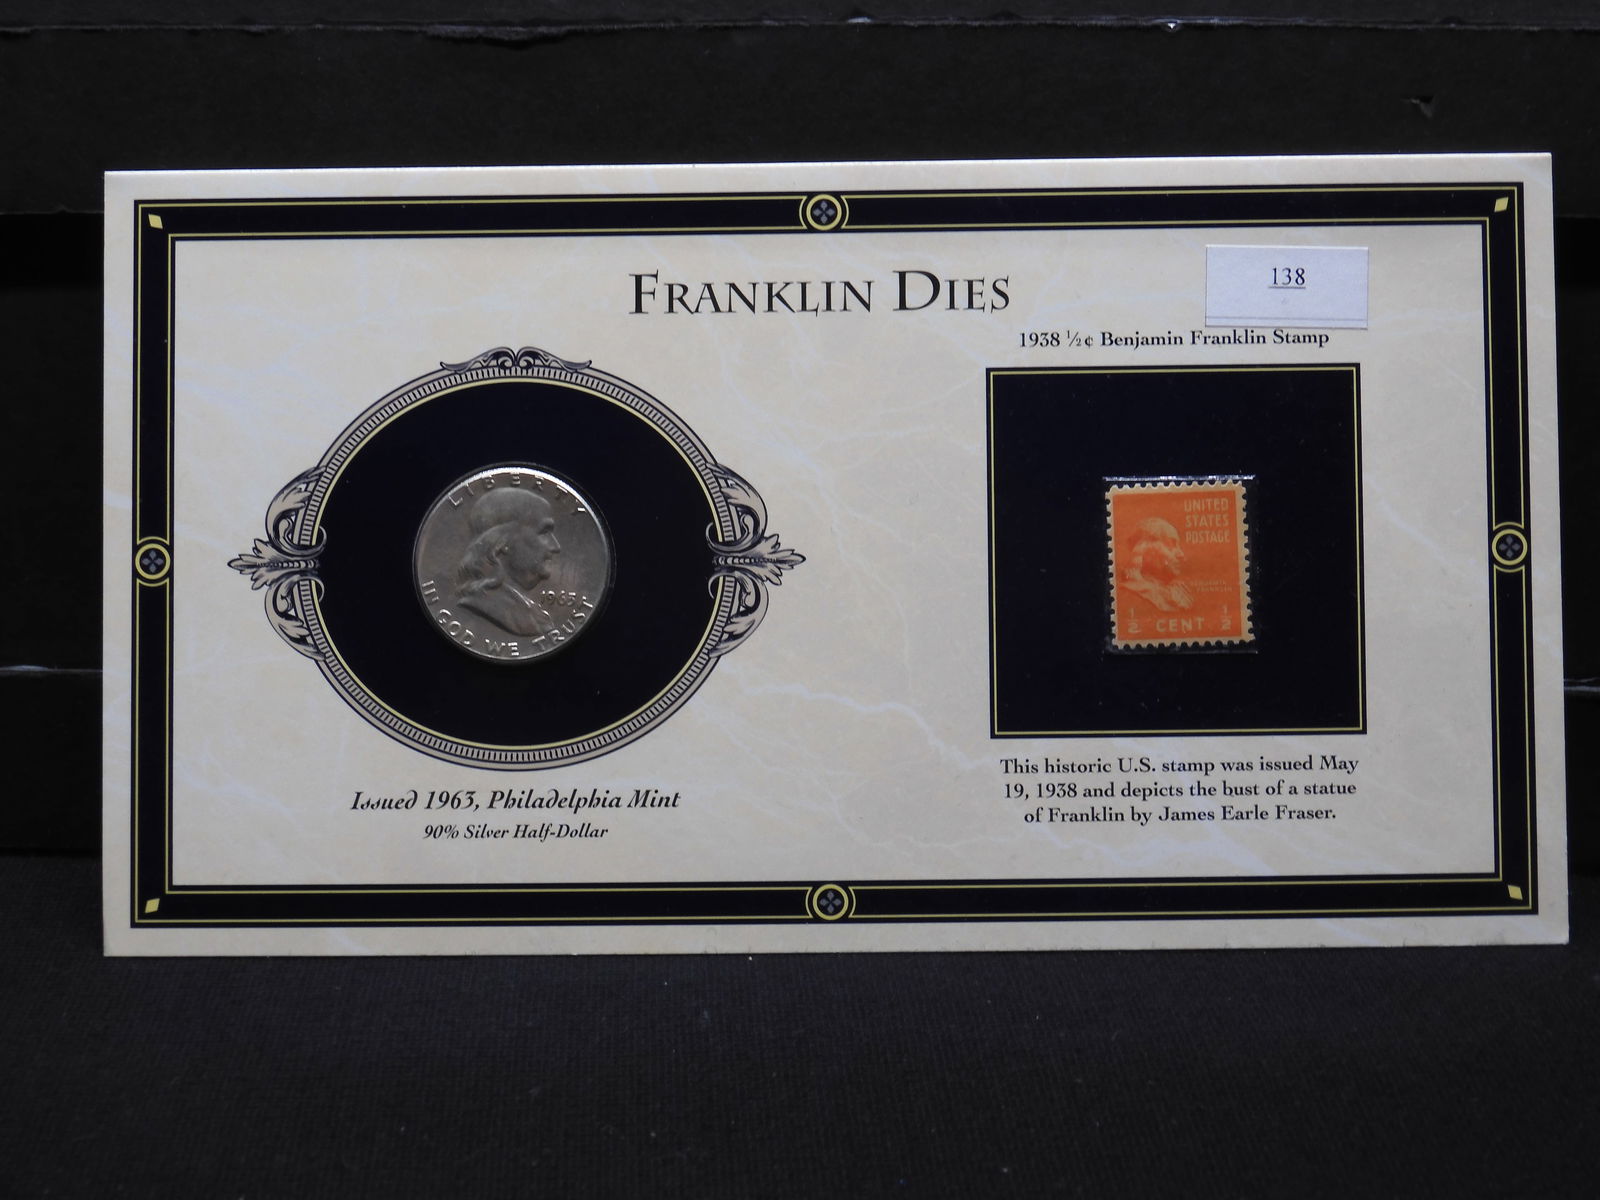 FRANKLIN DIES
138
1938 ½¢ Benjamin Franklin Stamp
LIBERTY
1963
IN GOD WE TRUST
UNITED
STATES
POSTAGE
BENJAMIN
FRANKLIN
1/2 CENT 1/2
Issued 1963, Philadelphia Mint
90% Silver Half-Dollar
This historic U.S. stamp was issued May
19, 1938 and depicts the bust of a statue
of Franklin by James Earle Fraser.